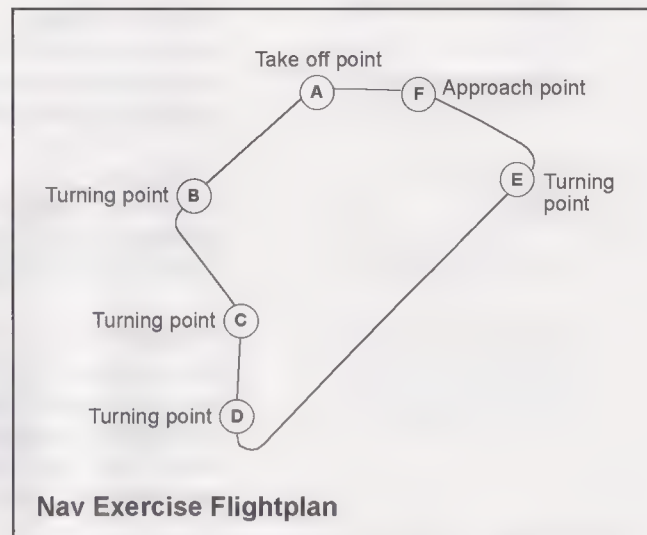 Take off point
A
F
Approach point
B
Turning point
E
Turning
point
C
Turning point
D
Turning point
Nav Exercise Flightplan